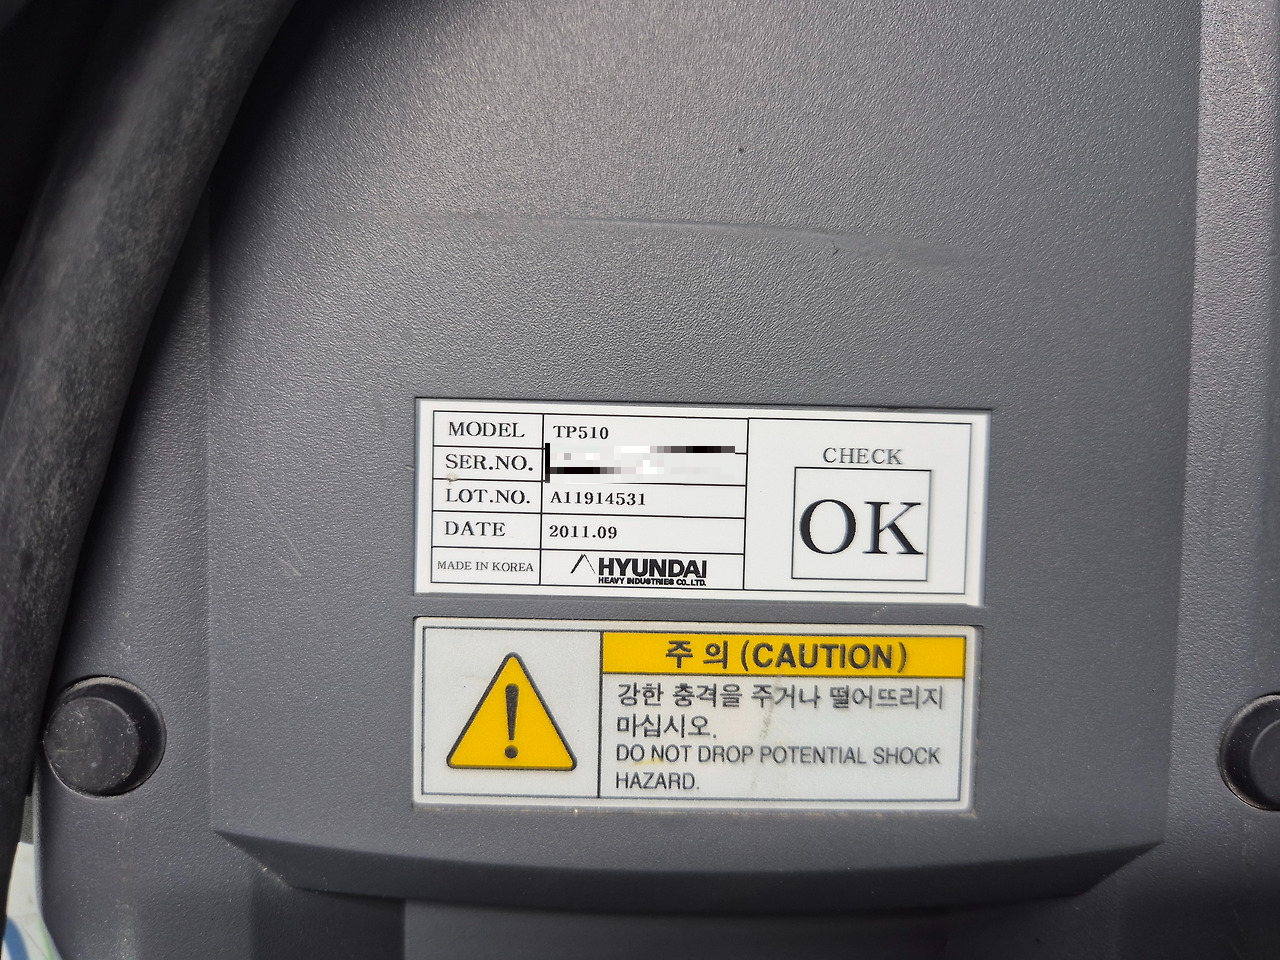 MODEL TP510
SER.NO.
LOT.NO. A11914531
DATE 2011.09
MADE IN KOREA HYUNDAI
HEAVY INDUSTRIES CO.,LTD.
CHECK
OK
주 의 (CAUTION)
강한 충격을 주거나 떨어뜨리지
마십시오.
DO NOT DROP POTENTIAL SHOCK
HAZARD.